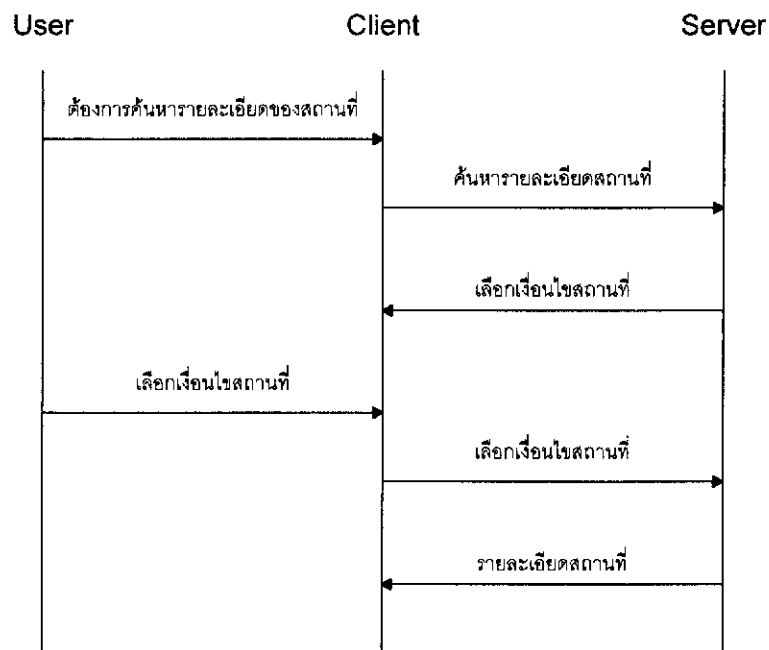 User Client Server
ต้องการค้นหารายละเอียดของสถานที่
ค้นหารายละเอียดสถานที่
เลือกเงื่อนไขสถานที่
เลือกเงื่อนไขสถานที่
เลือกเงื่อนไขสถานที่
รายละเอียดสถานที่